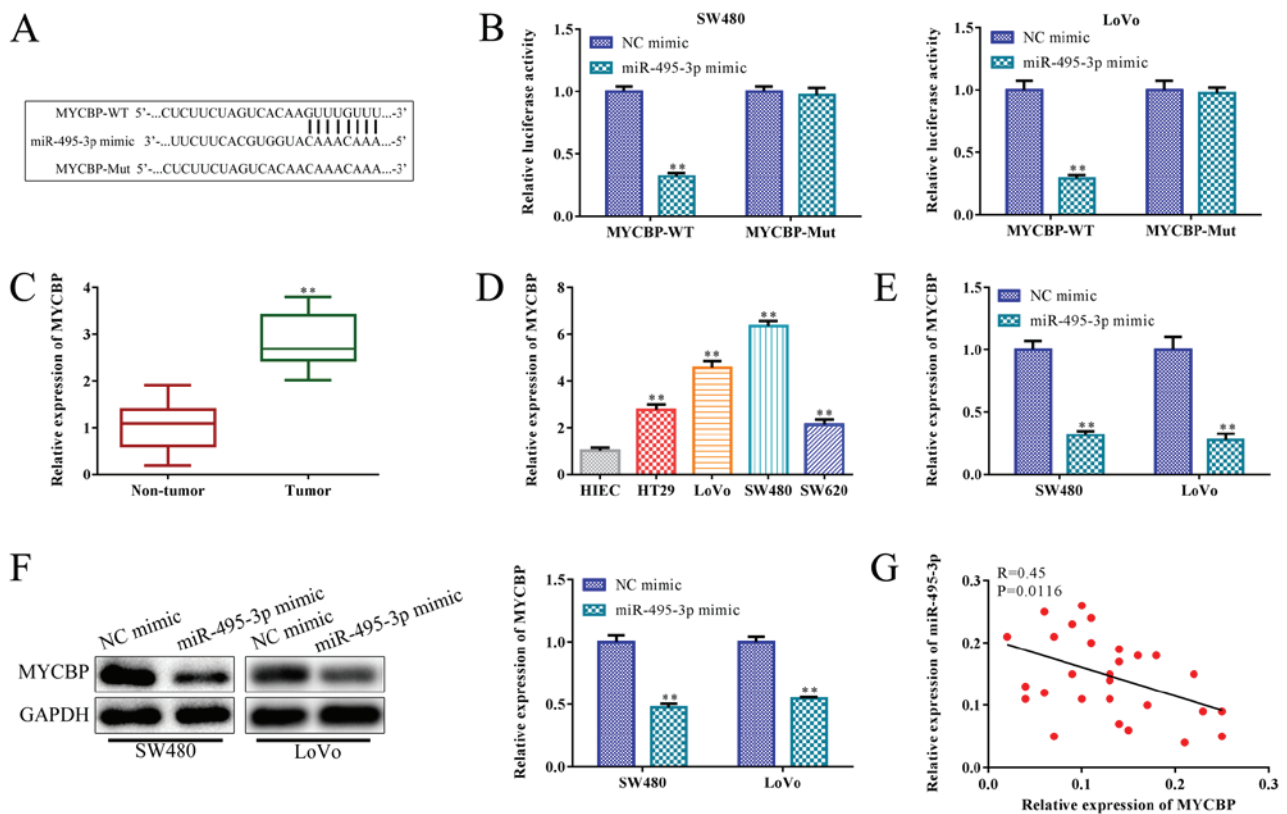 A
MYCBP-WT 5’-...CUCUUCUAGUCACAAGUUUGUUU...-3’
miR-495-3p mimic 3’-...UUCUUCACGUGGUACAAACAAA...-5’
MYCBP-Mut 5’-...CUCUUCUAGUCACAACAAACAAA...-3’
B
SW480
Relative luciferase activity
NC mimic
miR-495-3p mimic
1.5
1.0
0.5
0.0
**
MYCBP-WT
MYCBP-Mut
LoVo
Relative luciferase activity
NC mimic
miR-495-3p mimic
1.5
1.0
0.5
0.0
**
MYCBP-WT
MYCBP-Mut
C
Relative expression of MYCBP
4
3
2
1
0
**
Non-tumor
Tumor
D
Relative expression of MYCBP
8
6
4
2
0
**
**
**
**
HIEC
HT29
LoVo
SW480
SW620
E
Relative expression of MYCBP
NC mimic
miR-495-3p mimic
1.5
1.0
0.5
0.0
**
**
SW480
LoVo
F
NC mimic
miR-495-3p mimic
NC mimic
miR-495-3p mimic
MYCBP
GAPDH
SW480
LoVo
Relative expression of MYCBP
NC mimic
miR-495-3p mimic
1.5
1.0
0.5
0.0
**
**
SW480
LoVo
G
Relative expression of miR-495-3p
R=0.45
P=0.0116
0.3
0.2
0.1
0.0
0.0
0.1
0.2
0.3
Relative expression of MYCBP